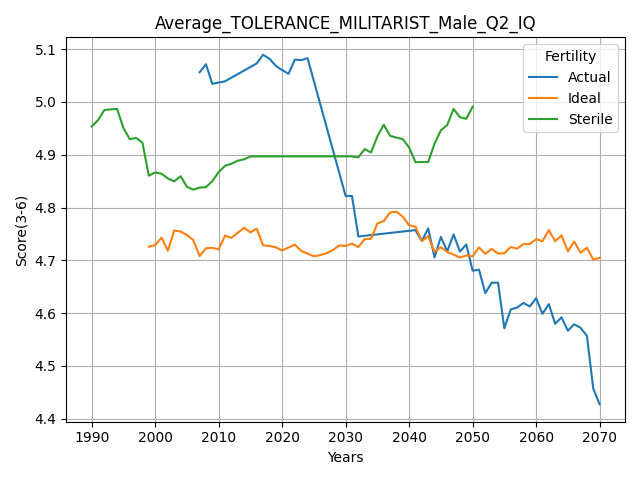 Average_TOLERANCE_MILITARIST_Male_Q2_IQ
Fertility
Actual
Ideal
Sterile
Score(3-6)
5.1
5.0
4.9
4.8
4.7
4.6
4.5
4.4
1990 2000 2010 2020 2030 2040 2050 2060 2070
Years